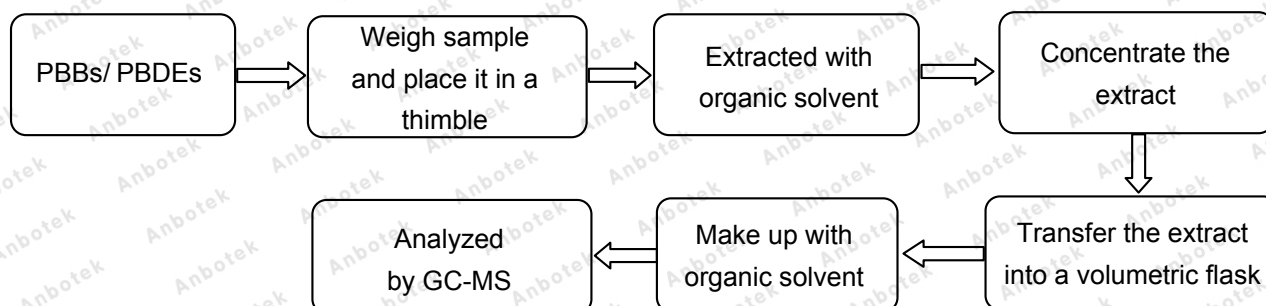 PBBs/ PBDEs
Weigh sample
and place it in a
thimble
Extracted with
organic solvent
Concentrate the
extract
Transfer the extract
into a volumetric flask
Make up with
organic solvent
Analyzed
by GC-MS
Anbotek